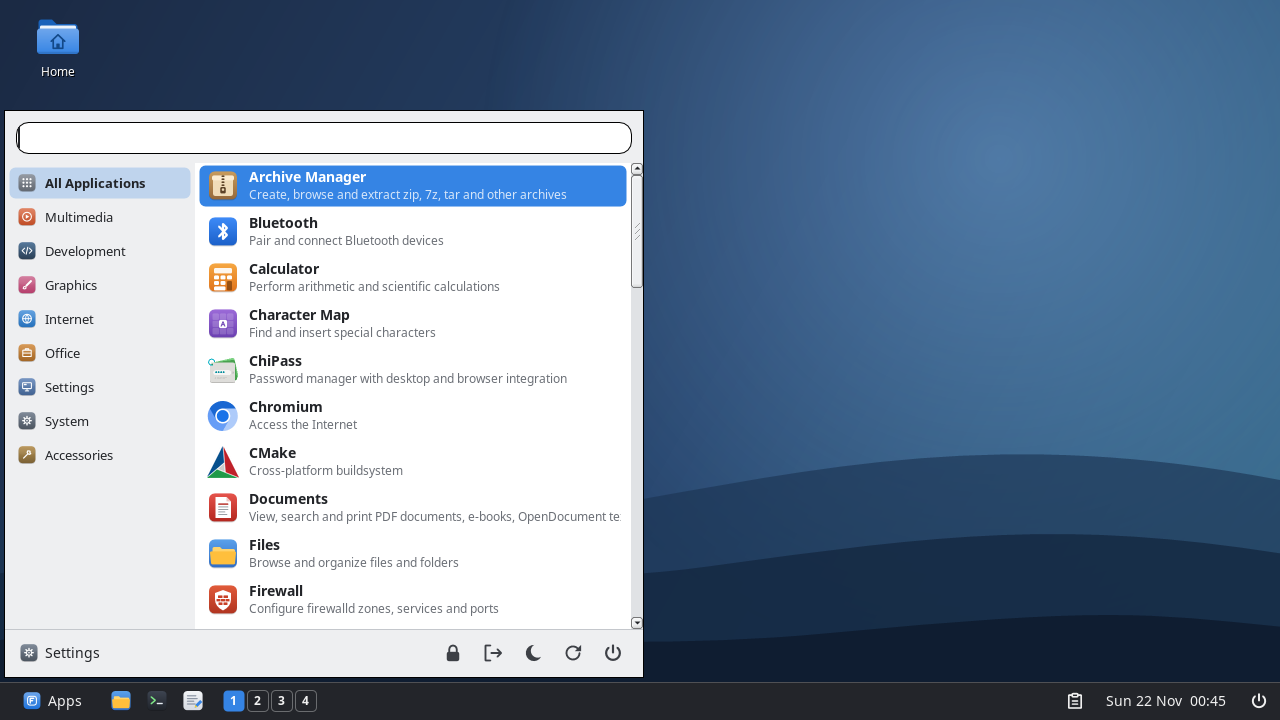 Home
All Applications
Multimedia
Development
Graphics
Internet
Office
Settings
System
Accessories
Archive Manager
Create, browse and extract zip, 7z, tar and other archives
Bluetooth
Pair and connect Bluetooth devices
Calculator
Perform arithmetic and scientific calculations
Character Map
Find and insert special characters
ChiPass
Password manager with desktop and browser integration
Chromium
Access the Internet
CMake
Cross-platform buildsystem
Documents
View, search and print PDF documents, e-books, OpenDocument te
Files
Browse and organize files and folders
Firewall
Configure firewalld zones, services and ports
Settings
Apps
1 2 3 4
Sun 22 Nov 00:45